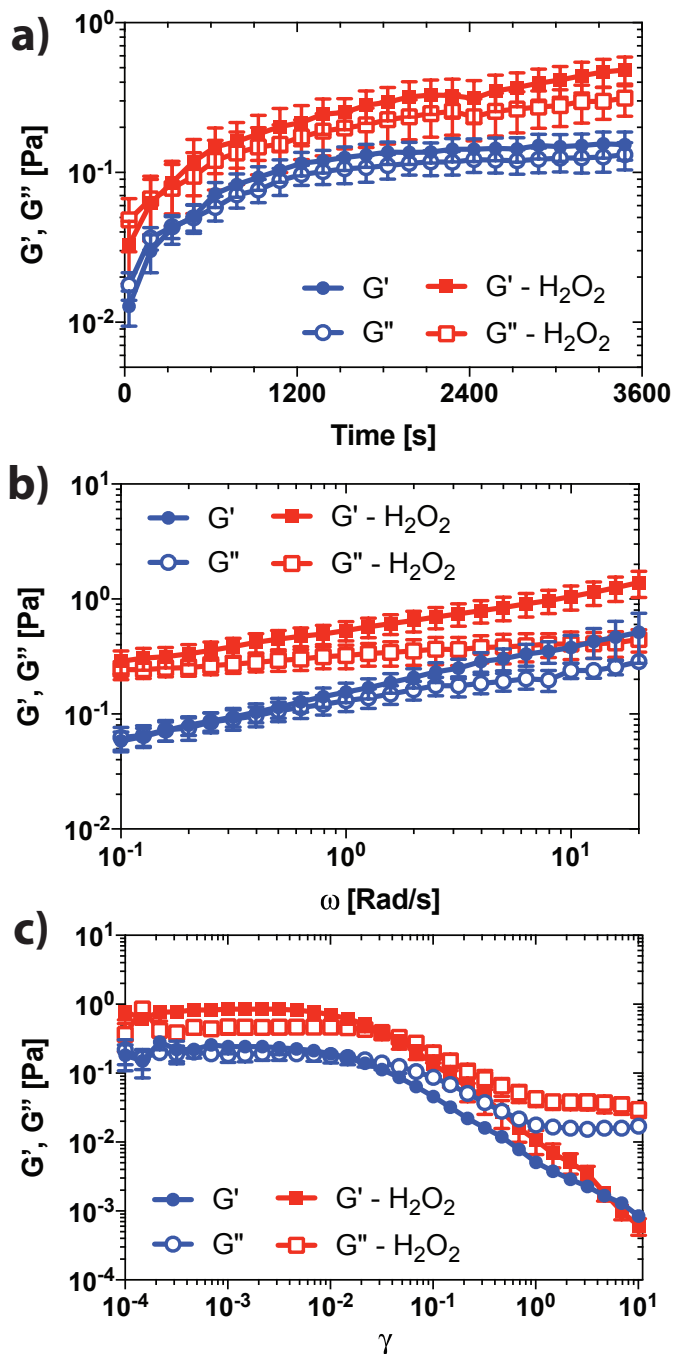 a)
10⁰
10⁻¹
10⁻²
G', G'' [Pa]
G' G' - H₂O₂
G'' G'' - H₂O₂
0 1200 2400 3600
Time [s]
b)
10¹
10⁰
10⁻¹
10⁻²
G', G'' [Pa]
G' G' - H₂O₂
G'' G'' - H₂O₂
10⁻¹ 10⁰ 10¹
ω [Rad/s]
c)
10¹
10⁰
10⁻¹
10⁻²
10⁻³
10⁻⁴
G', G'' [Pa]
G' G' - H₂O₂
G'' G'' - H₂O₂
10⁻⁴ 10⁻³ 10⁻² 10⁻¹ 10⁰ 10¹
γ